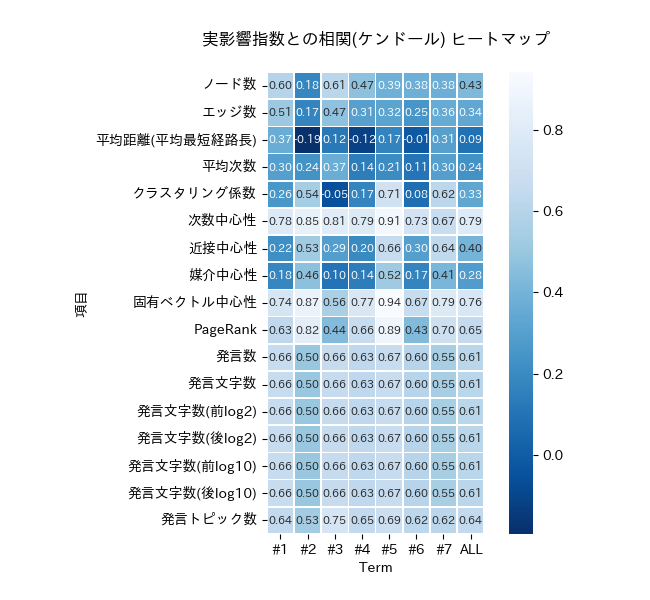 実影響指数との相関(ケンドール) ヒートマップ
項目
ノード数 0.60 0.18 0.61 0.47 0.39 0.38 0.38 0.43
エッジ数 0.51 0.17 0.47 0.31 0.32 0.25 0.36 0.34
平均距離(平均最短経路長) 0.37 -0.19 0.12 -0.12 0.17 -0.01 0.31 0.09
平均次数 0.30 0.24 0.37 0.14 0.21 0.11 0.30 0.24
クラスタリング係数 0.26 0.54 -0.05 0.17 0.71 0.08 0.62 0.33
次数中心性 0.78 0.85 0.81 0.79 0.91 0.73 0.67 0.79
近接中心性 0.22 0.53 0.29 0.20 0.66 0.30 0.64 0.40
媒介中心性 0.18 0.46 0.10 0.14 0.52 0.17 0.41 0.28
固有ベクトル中心性 0.74 0.87 0.56 0.77 0.94 0.67 0.79 0.76
PageRank 0.63 0.82 0.44 0.66 0.89 0.43 0.70 0.65
発言数 0.66 0.50 0.66 0.63 0.67 0.60 0.55 0.61
発言文字数 0.66 0.50 0.66 0.63 0.67 0.60 0.55 0.61
発言文字数(前log2) 0.66 0.50 0.66 0.63 0.67 0.60 0.55 0.61
発言文字数(後log2) 0.66 0.50 0.66 0.63 0.67 0.60 0.55 0.61
発言文字数(前log10) 0.66 0.50 0.66 0.63 0.67 0.60 0.55 0.61
発言文字数(後log10) 0.66 0.50 0.66 0.63 0.67 0.60 0.55 0.61
発言トピック数 0.64 0.53 0.75 0.65 0.69 0.62 0.62 0.64
#1 #2 #3 #4 #5 #6 #7 ALL
Term
0.8
0.6
0.4
0.2
0.0